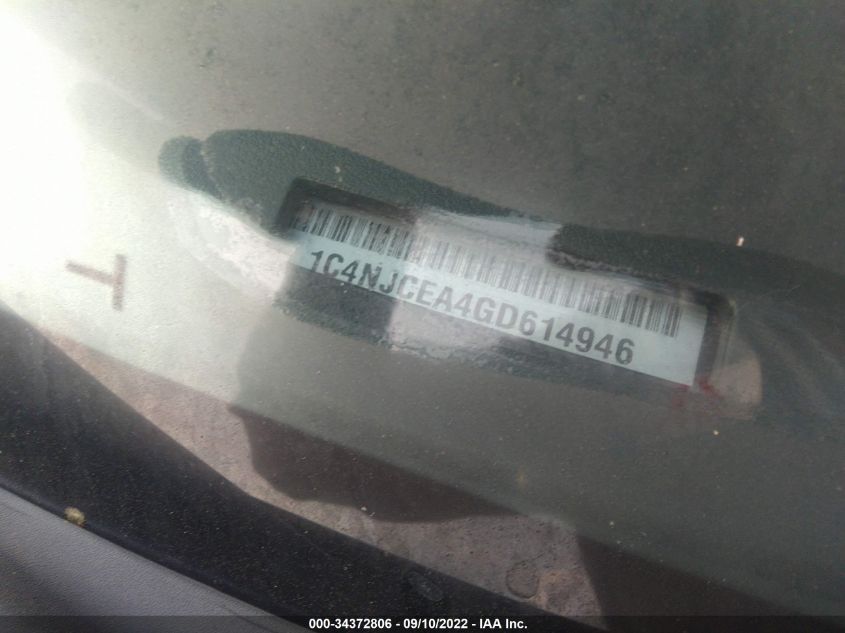 T
1C4NJCEA4GD614946
000-34372806 - 09/10/2022 - IAA Inc.